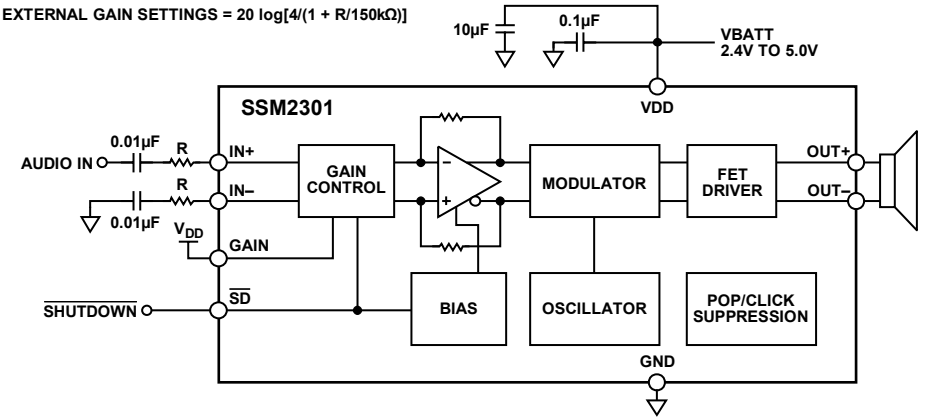 EXTERNAL GAIN SETTINGS = 20 log[4/(1 + R/150kΩ)]
10µF
0.1µF
VBATT
2.4V TO 5.0V
SSM2301
VDD
AUDIO IN
0.01µF
R
IN+
GAIN
CONTROL
MODULATOR
FET
DRIVER
OUT+
R
IN–
0.01µF
OUT–
VDD
GAIN
SHUTDOWN
SD
BIAS
OSCILLATOR
POP/CLICK
SUPPRESSION
GND
−
+